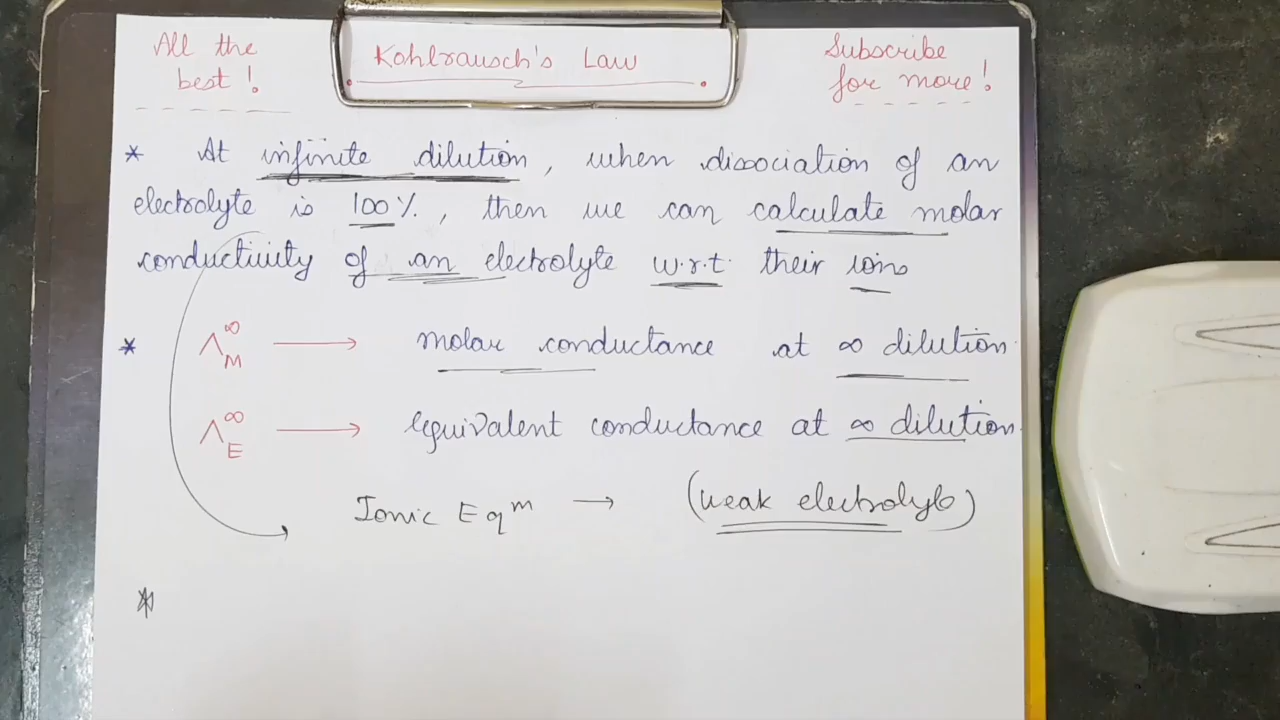 All the
best!
Kohlrausch's Law
Subscribe
for more!
* At infinite dilution, when dissociation of an
electrolyte is 100%, then we can calculate molar
conductivity of an electrolyte w.r.t. their ions
* Λ∞M → molar conductance at ∞ dilution.
Λ∞E → equivalent conductance at ∞ dilution.
Ionic Eqm → (weak electrolyte)
*